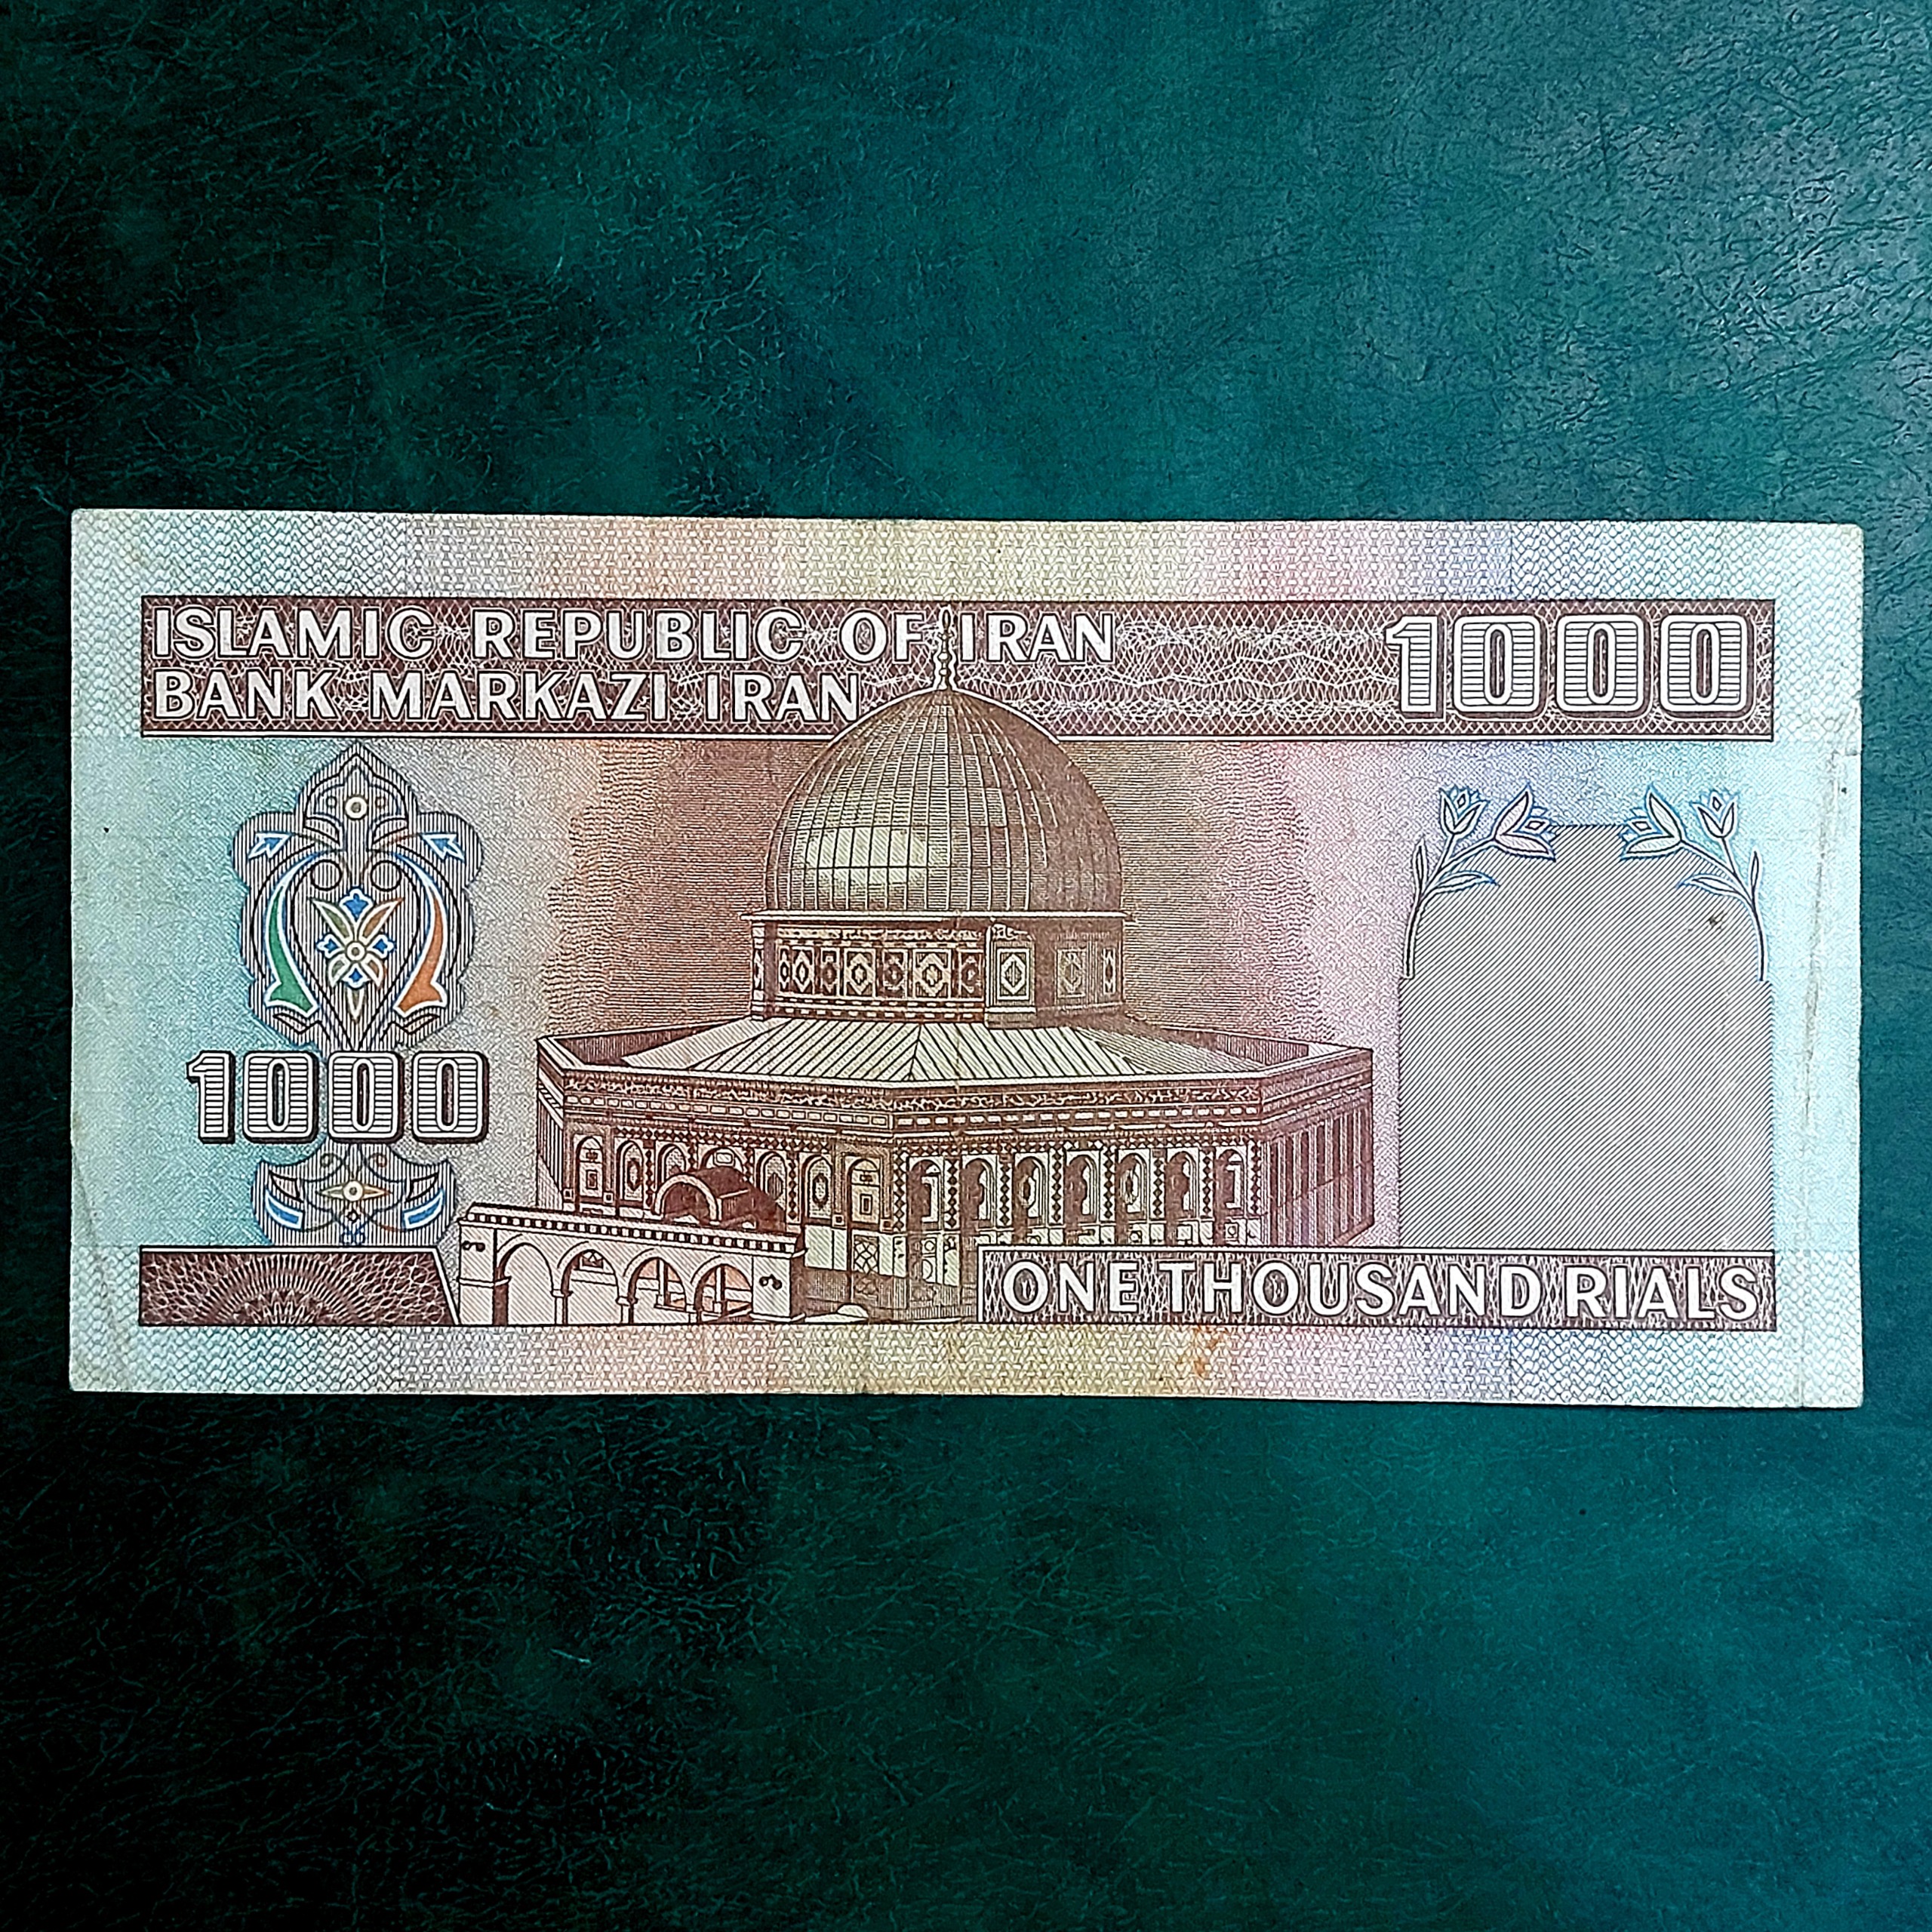 ISLAMIC REPUBLIC OF IRAN
BANK MARKAZI IRAN
1000
1000
ONE THOUSAND RIALS